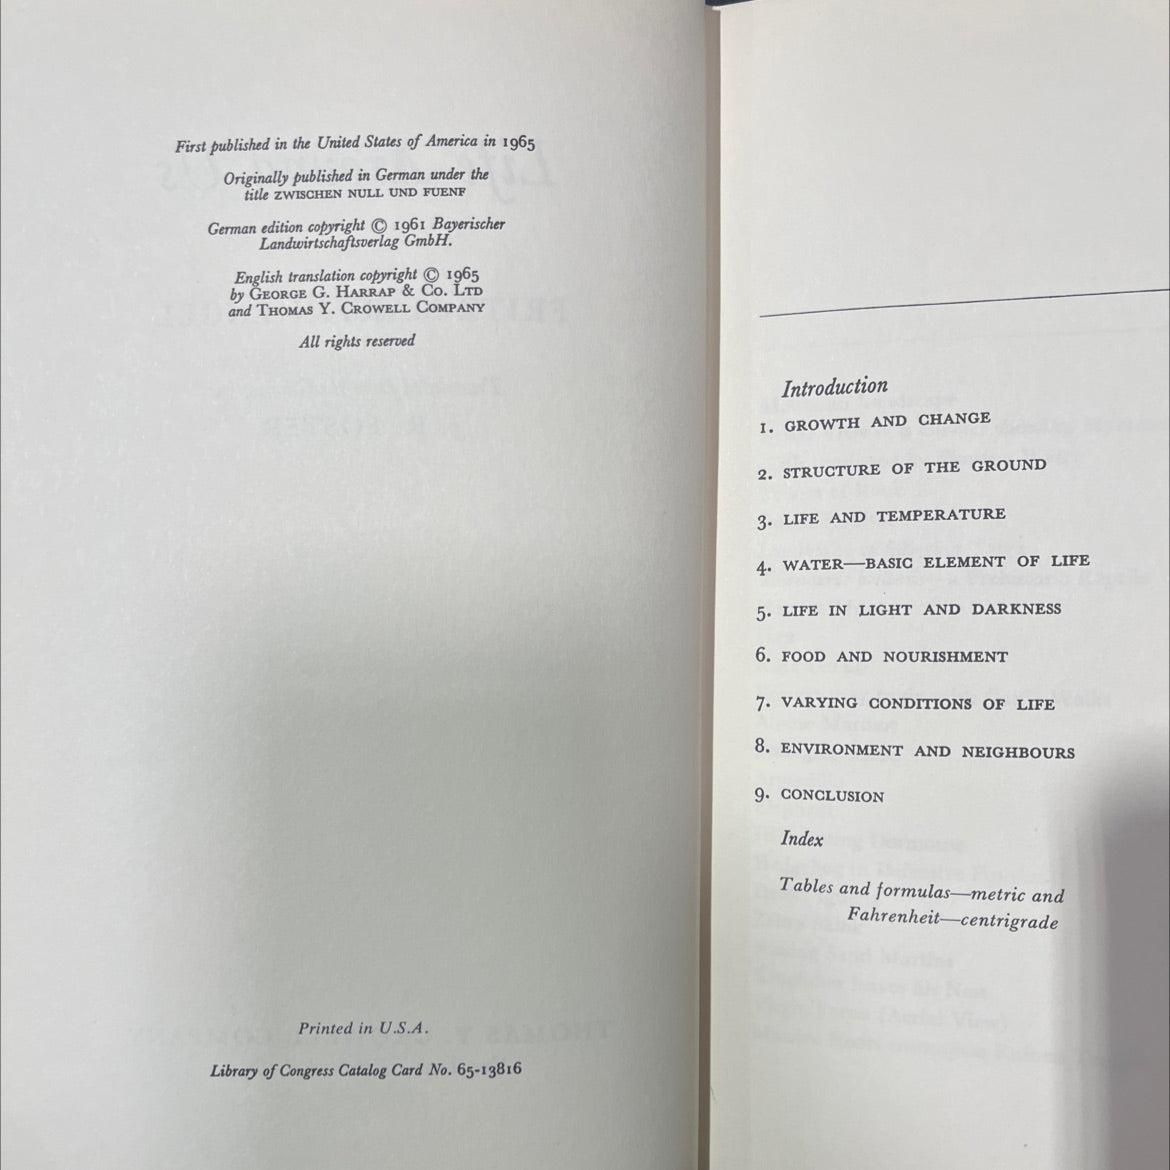 First published in the United States of America in 1965
Originally published in German under the
title ZWISCHEN NULL UND FUENF
German edition copyright © 1961 Bayerischer
Landwirtschaftsverlag GmbH.
English translation copyright © 1965
by GEORGE G. HARRAP & CO. LTD
and THOMAS Y. CROWELL COMPANY
All rights reserved
Printed in U.S.A.
Library of Congress Catalog Card No. 65-13816
Introduction
1. GROWTH AND CHANGE
2. STRUCTURE OF THE GROUND
3. LIFE AND TEMPERATURE
4. WATER—BASIC ELEMENT OF LIFE
5. LIFE IN LIGHT AND DARKNESS
6. FOOD AND NOURISHMENT
7. VARYING CONDITIONS OF LIFE
8. ENVIRONMENT AND NEIGHBOURS
9. CONCLUSION
Index
Tables and formulas—metric and
Fahrenheit—centrigrade